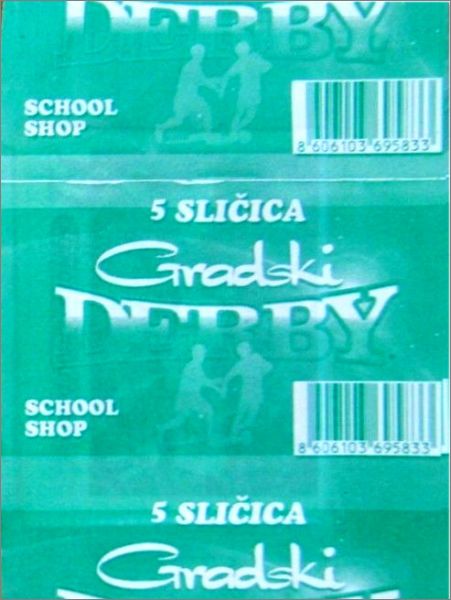 DERBY
SCHOOL
SHOP
8 606103 695833
5 SLIČICA
Gradski
DERBY
SCHOOL
SHOP
8 606103 695833
5 SLIČICA
Gradski